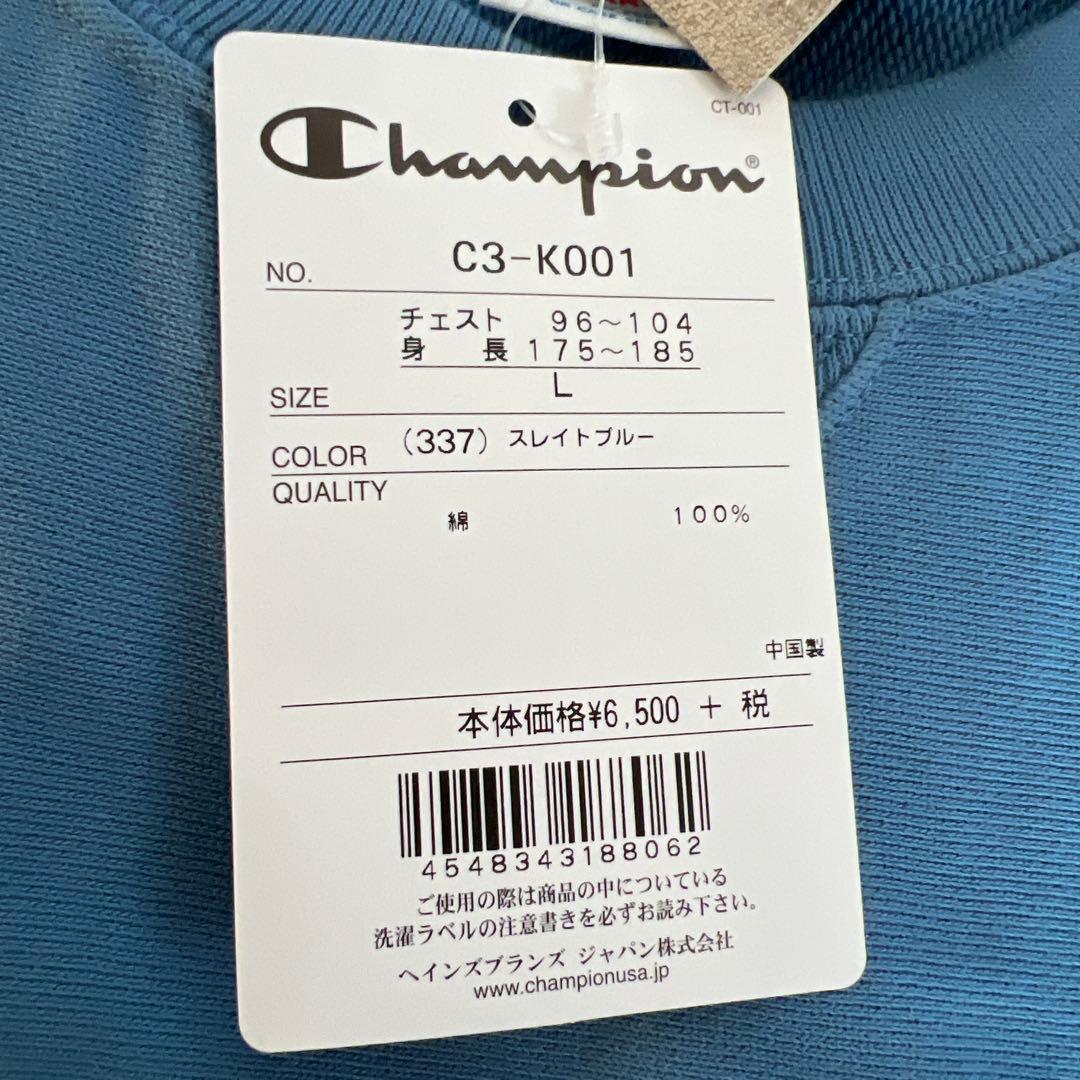 CT-001
Champion®
NO. C3-K001
チェスト 96～104
身長 175～185
SIZE L
COLOR (337) スレイトブルー
QUALITY
綿 100%
中国製
本体価格¥6,500 + 税
4548343188062
ご使用の際は商品の中についている
洗濯ラベルの注意書きを必ずお読み下さい。
ヘインズブランズ ジャパン株式会社
www.championusa.jp